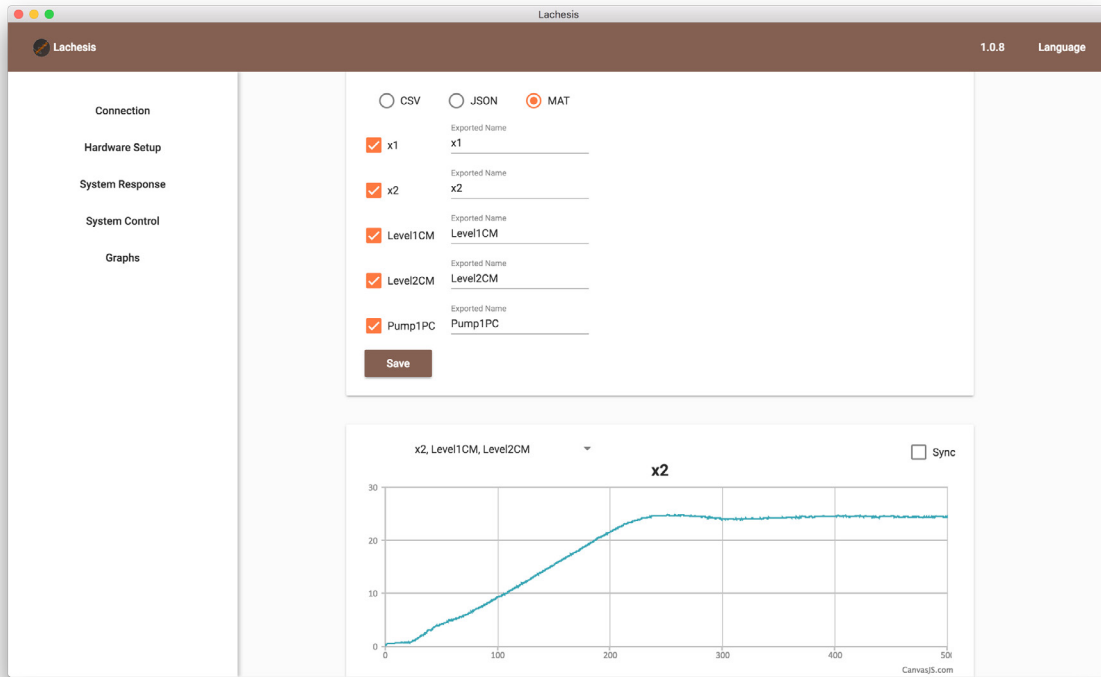 Lachesis
Lachesis
1.0.8
Language
Connection
Hardware Setup
System Response
System Control
Graphs
CSV
JSON
MAT
Exported Name
x1
x1
Exported Name
x2
x2
Exported Name
Level1CM
Level1CM
Exported Name
Level2CM
Level2CM
Exported Name
Pump1PC
Pump1PC
Save
x2, Level1CM, Level2CM
Sync
x2
30
20
10
0
0
100
200
300
400
CanvasJS.com